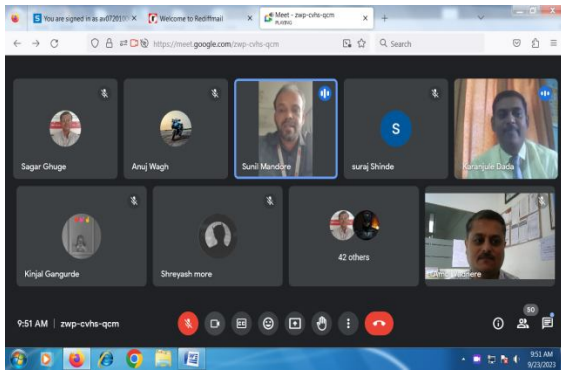 You are signed in as av072010
Welcome to Rediffmail
Meet - zwp-cvhs-qcm
PLAYING
https://meet.google.com/zwp-cvhs-qcm
Search
Sagar Ghuge
Anuj Wagh
Sunil Mandore
S
suraj Shinde
Karanjule Dada
Kinjal Gangurde
Shreyash more
42 others
9:51 AM | zwp-cvhs-qcm
50
9:51 AM
9/23/2023